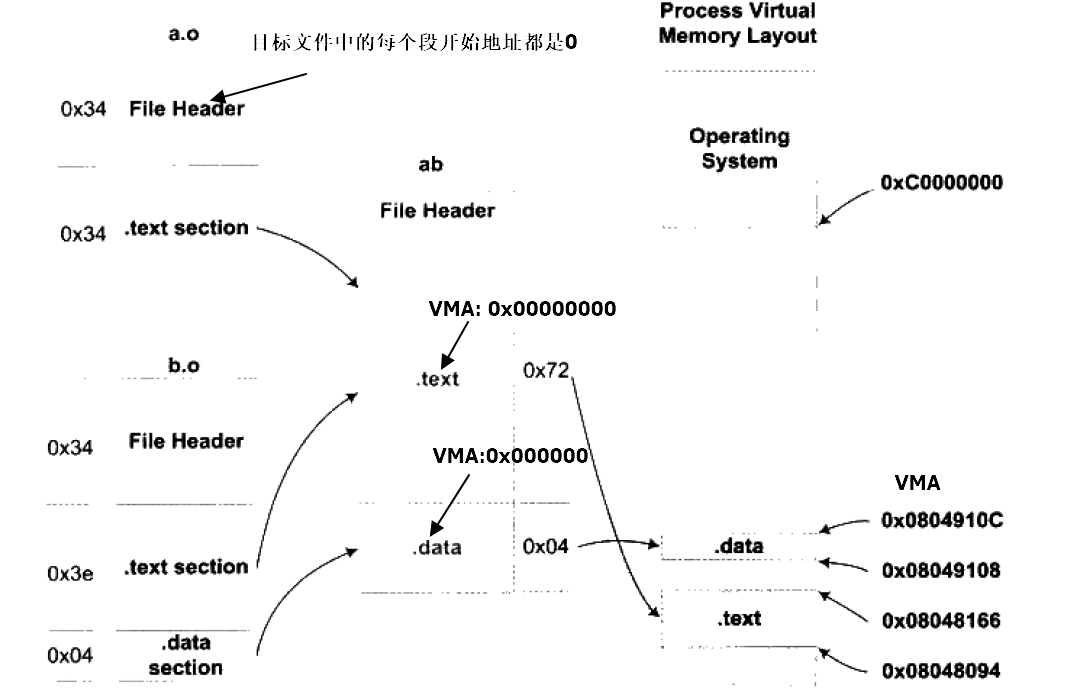 a.o
目标文件中的每个段开始地址都是0
0x34 File Header
0x34 .text section
b.o
0x34 File Header
0x3e .text section
0x04 .data
section
ab
File Header
VMA: 0x00000000
.text 0x72
VMA:0x000000
.data 0x04
Process Virtual
Memory Layout
Operating
System
0xC0000000
VMA
0x0804910C
.data
0x08049108
0x08048166
.text
0x08048094